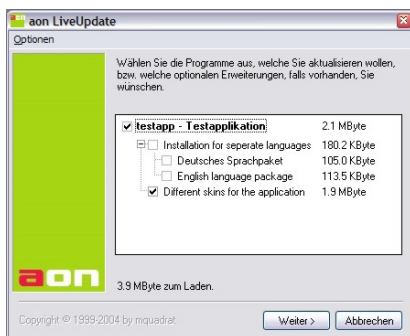 aon LiveUpdate
Optionen
Wählen Sie die Programme aus, welche Sie aktualisieren wollen,
bzw. welche optionalen Erweiterungen, falls vorhanden, Sie
wünschen.
testapp - Testapplikation 2.1 MByte
Installation for seperate languages 180.2 KByte
Deutsches Sprachpaket 105.0 KByte
English language package 113.5 KByte
Different skins for the application 1.9 MByte
aon
3.9 MByte zum Laden.
Copyright © 1999-2004 by mquadrat
Weiter >
Abbrechen